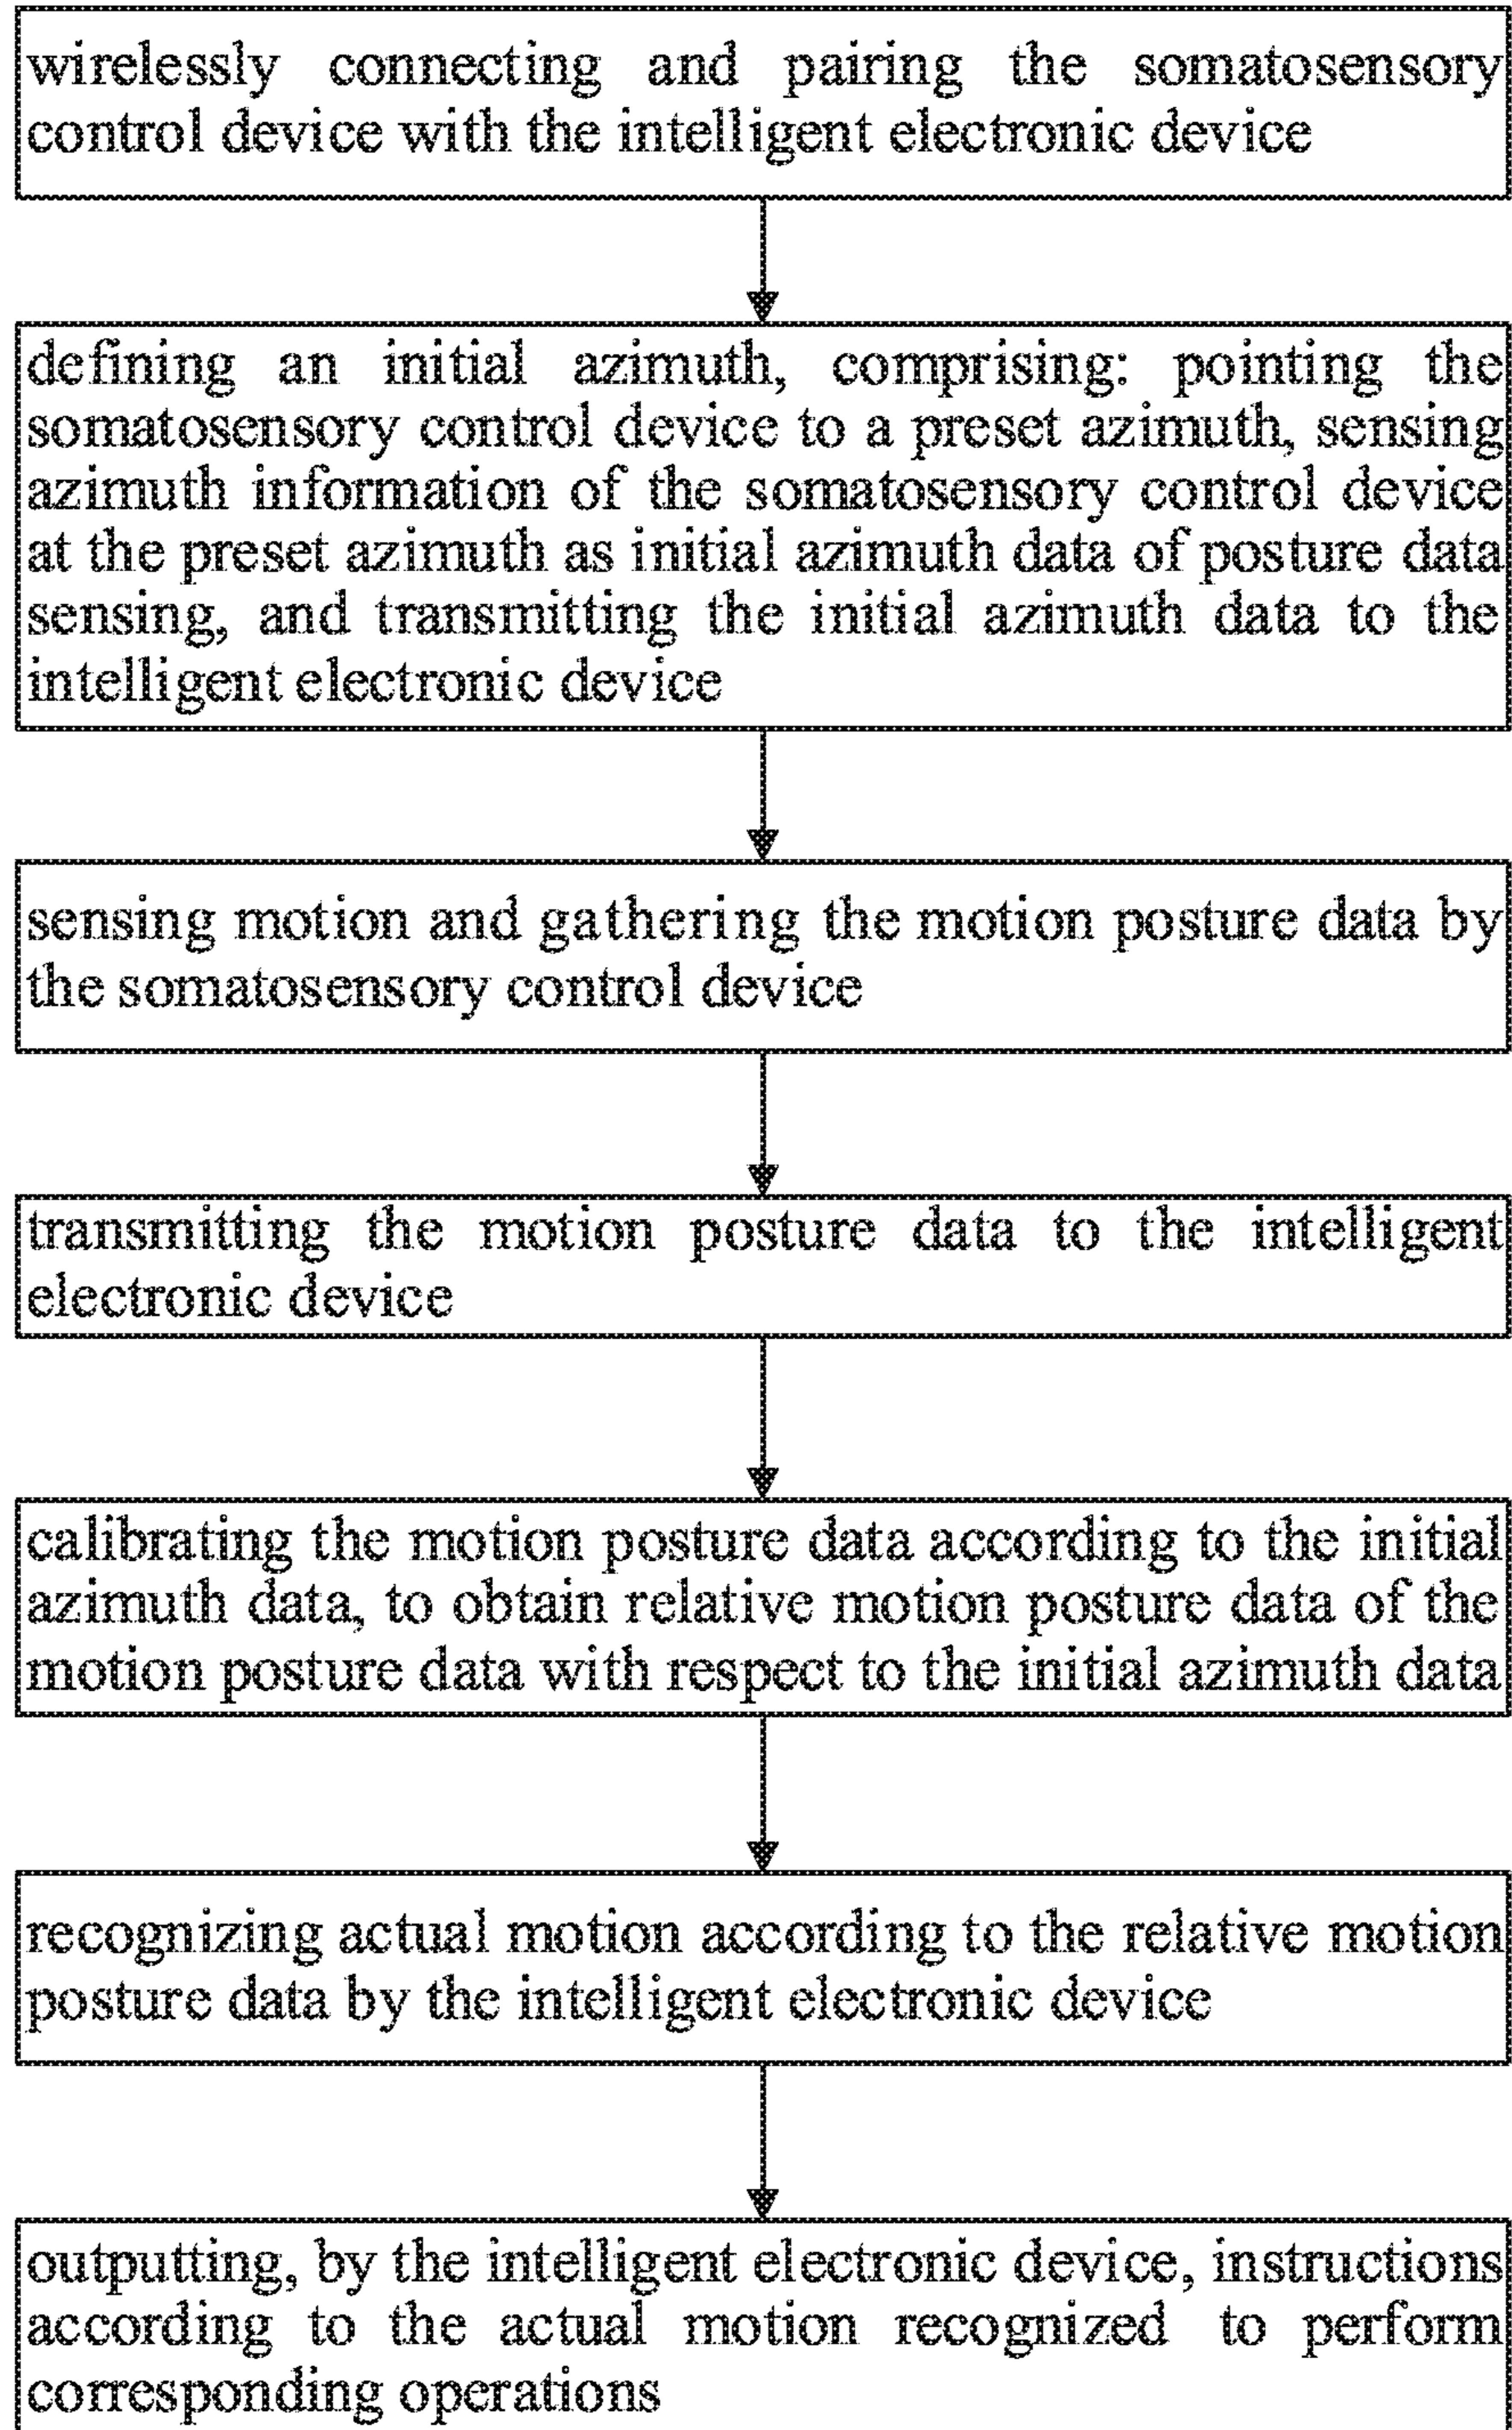 wirelessly connecting and pairing the somatosensory
control device with the intelligent electronic device
defining an initial azimuth, comprising: pointing the
somatosensory control device to a preset azimuth, sensing
azimuth information of the somatosensory control device
at the preset azimuth as initial azimuth data of posture data
sensing, and transmitting the initial azimuth data to the
intelligent electronic device
sensing motion and gathering the motion posture data by
the somatosensory control device
transmitting the motion posture data to the intelligent
electronic device
calibrating the motion posture data according to the initial
azimuth data, to obtain relative motion posture data of the
motion posture data with respect to the initial azimuth data
recognizing actual motion according to the relative motion
posture data by the intelligent electronic device
outputting, by the intelligent electronic device, instructions
according to the actual motion recognized to perform
corresponding operations